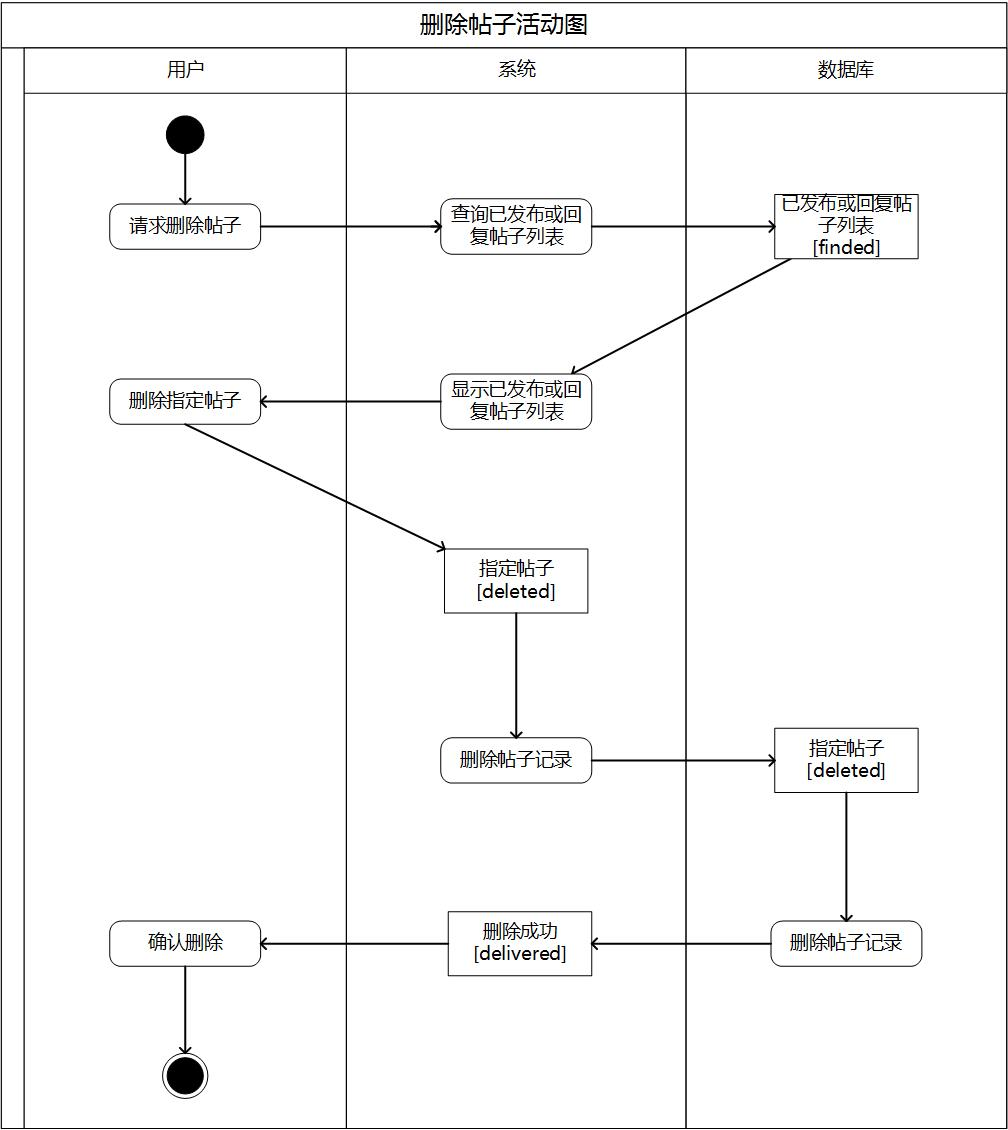 删除帖子活动图
用户
系统
数据库
请求删除帖子
查询已发布或回
复帖子列表
已发布或回复帖
子列表
[finded]
删除指定帖子
显示已发布或回
复帖子列表
指定帖子
[deleted]
删除帖子记录
指定帖子
[deleted]
确认删除
删除成功
[delivered]
删除帖子记录